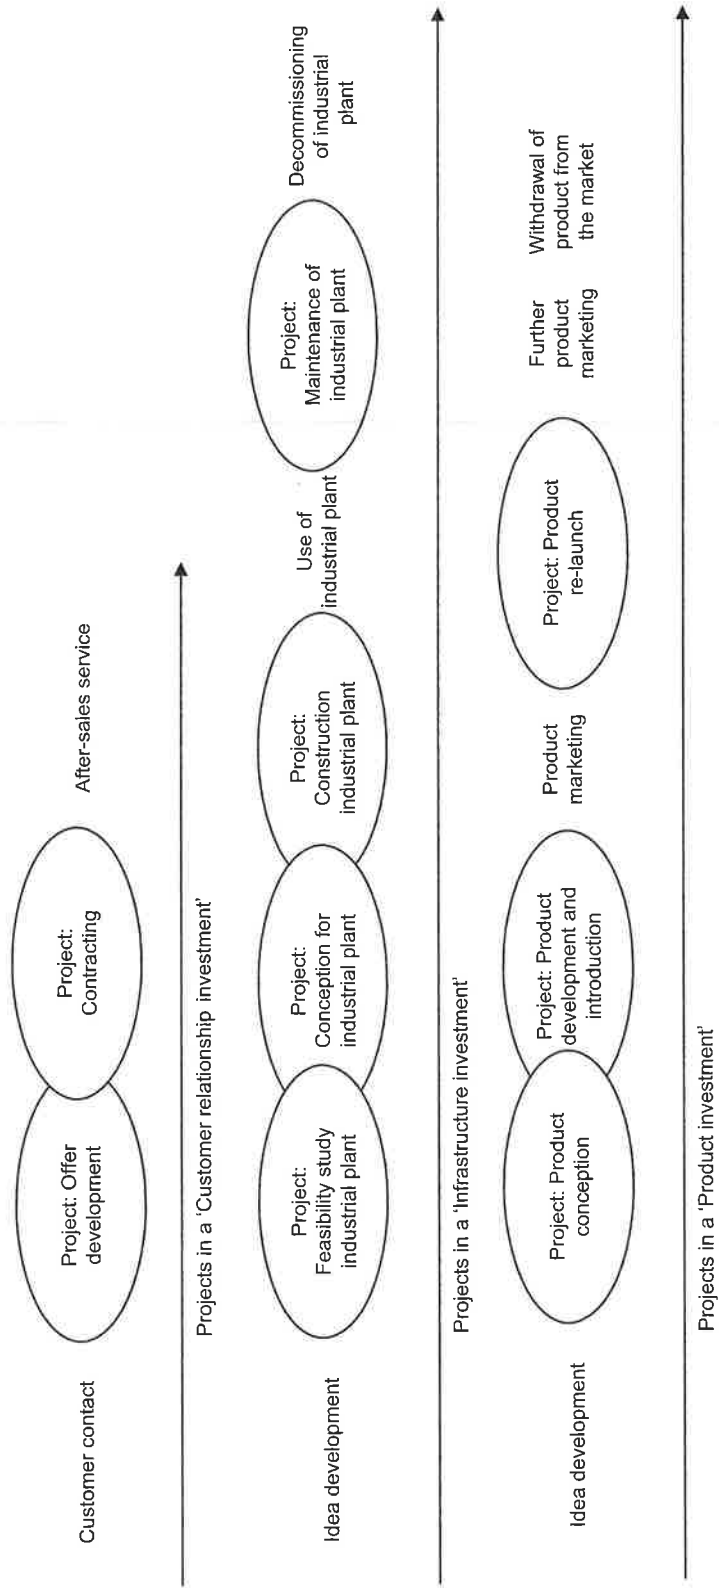 Customer contact
Project: Offer
development
Project:
Contracting
After-sales service
Projects in a 'Customer relationship investment'
Idea development
Project:
Feasibility study
industrial plant
Project:
Conception for
industrial plant
Project:
Construction
industrial plant
Use of
industrial plant
Project:
Maintenance of
industrial plant
Decommissioning
of industrial
plant
Projects in a 'Infrastructure investment'
Idea development
Project: Product
conception
Project: Product
development and
introduction
Product
marketing
Project: Product
re-launch
Further
product
marketing
Withdrawal of
product from
the market
Projects in a 'Product investment'